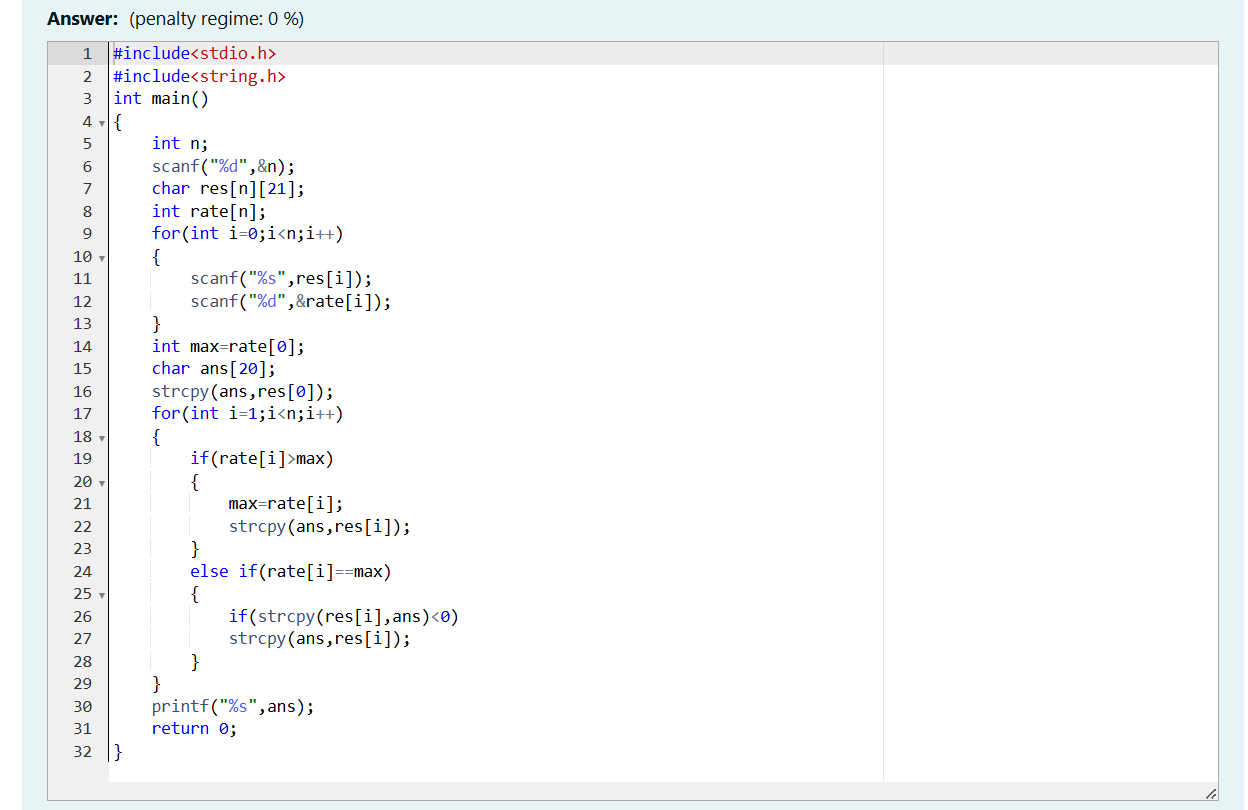 Answer: (penalty regime: 0 %)
1 #include<stdio.h>
2 #include<string.h>
3 int main()
4 {
5     int n;
6     scanf("%d",&n);
7     char res[n][21];
8     int rate[n];
9     for(int i=0;i<n;i++)
10     {
11         scanf("%s",res[i]);
12         scanf("%d",&rate[i]);
13     }
14     int max=rate[0];
15     char ans[20];
16     strcpy(ans,res[0]);
17     for(int i=1;i<n;i++)
18     {
19         if(rate[i]>max)
20         {
21             max=rate[i];
22             strcpy(ans,res[i]);
23         }
24         else if(rate[i]==max)
25         {
26             if(strcpy(res[i],ans)<0)
27             strcpy(ans,res[i]);
28         }
29     }
30     printf("%s",ans);
31     return 0;
32 }